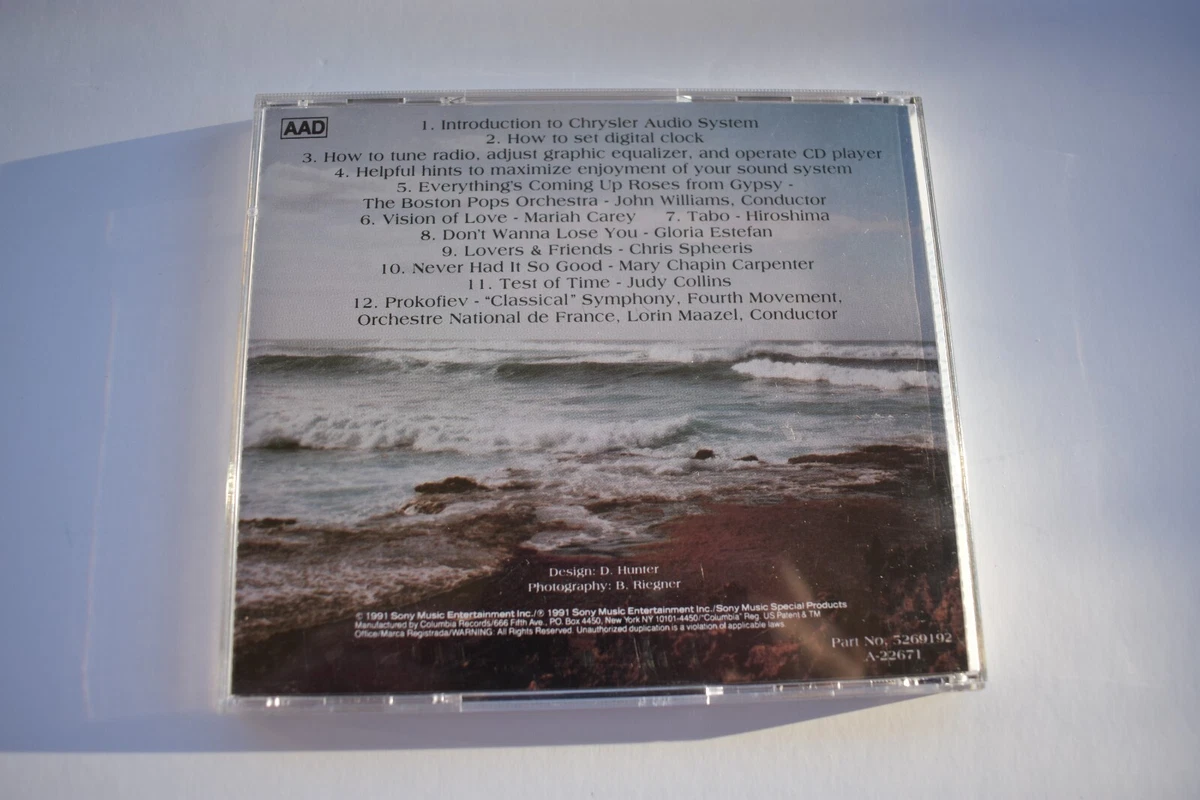 AAD
1. Introduction to Chrysler Audio System
2. How to set digital clock
3. How to tune radio, adjust graphic equalizer, and operate CD player
4. Helpful hints to maximize enjoyment of your sound system
5. Everything's Coming Up Roses from Gypsy -
The Boston Pops Orchestra - John Williams, Conductor
6. Vision of Love - Mariah Carey 7. Tabo - Hiroshima
8. Don't Wanna Lose You - Gloria Estefan
9. Lovers & Friends - Chris Spheeris
10. Never Had It So Good - Mary Chapin Carpenter
11. Test of Time - Judy Collins
12. Prokofiev - "Classical" Symphony, Fourth Movement,
Orchestre National de France, Lorin Maazel, Conductor
Design: D. Hunter
Photography: B. Riegner
© 1991 Sony Music Entertainment Inc./℗ 1991 Sony Music Entertainment Inc./Sony Music Special Products
Manufactured by Columbia Records/666 Fifth Ave., P.O. Box 4450, New York NY 10101-4450/"Columbia" Reg. US Patent & TM
Office/Marca Registrada/WARNING: All Rights Reserved. Unauthorized duplication is a violation of applicable laws.
Part No. 5269192
A-22671